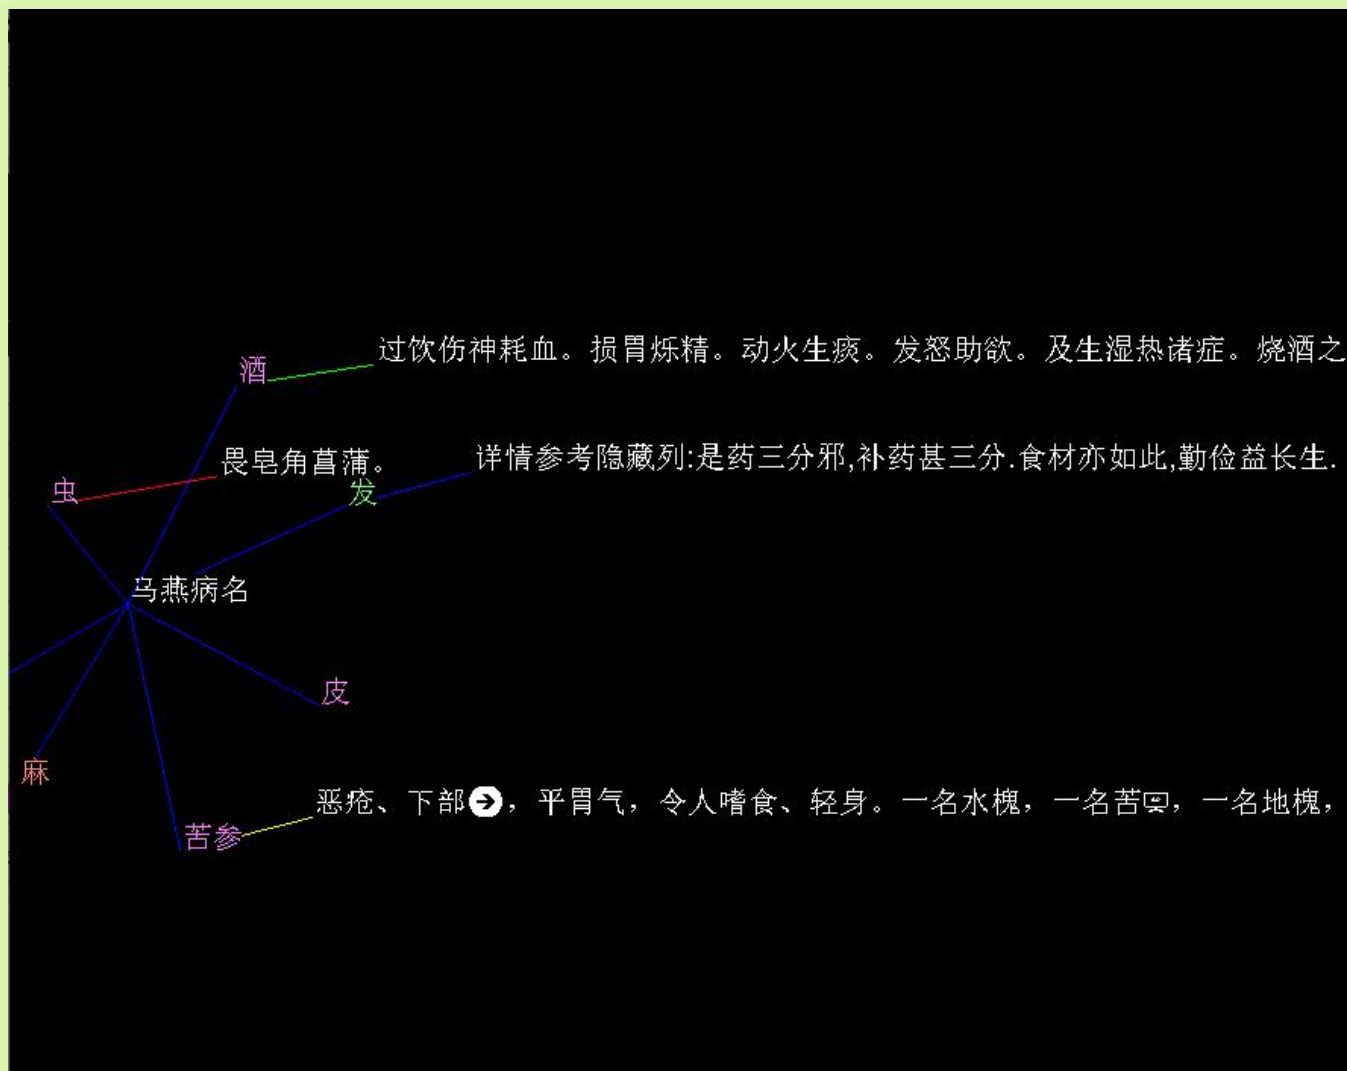 过饮伤神耗血。损胃烁精。动火生痰。发怒助欲。及生湿热诸症。烧酒之
酒
详情参考隐藏列:是药三分邪,补药甚三分.食材亦如此,勤俭益长生.
畏皂角菖蒲。
虫
发
乌燕病名
皮
麻
恶疮、下部➔，平胃气，令人嗜食、轻身。一名水槐，一名苦，一名地槐，
苦参